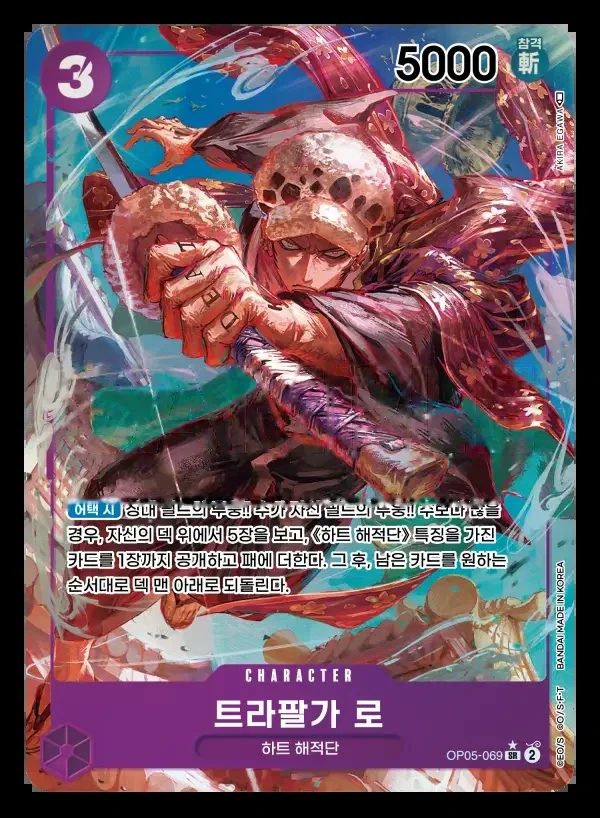 3
5000
참격
斬
AKIRA EGAWA
DEATH
어택 시
경우, 자신의 덱 위에서 5장을 보고, 《하트 해적단》 특징을 가진
카드를 1장까지 공개하고 패에 더한다. 그 후, 남은 카드를 원하는
순서대로 덱 맨 아래로 되돌린다.
CHARACTER
트라팔가 로
하트 해적단
OP05-069 SR 2
©EO/S ©O/S·F·T BANDAI MADE IN KOREA